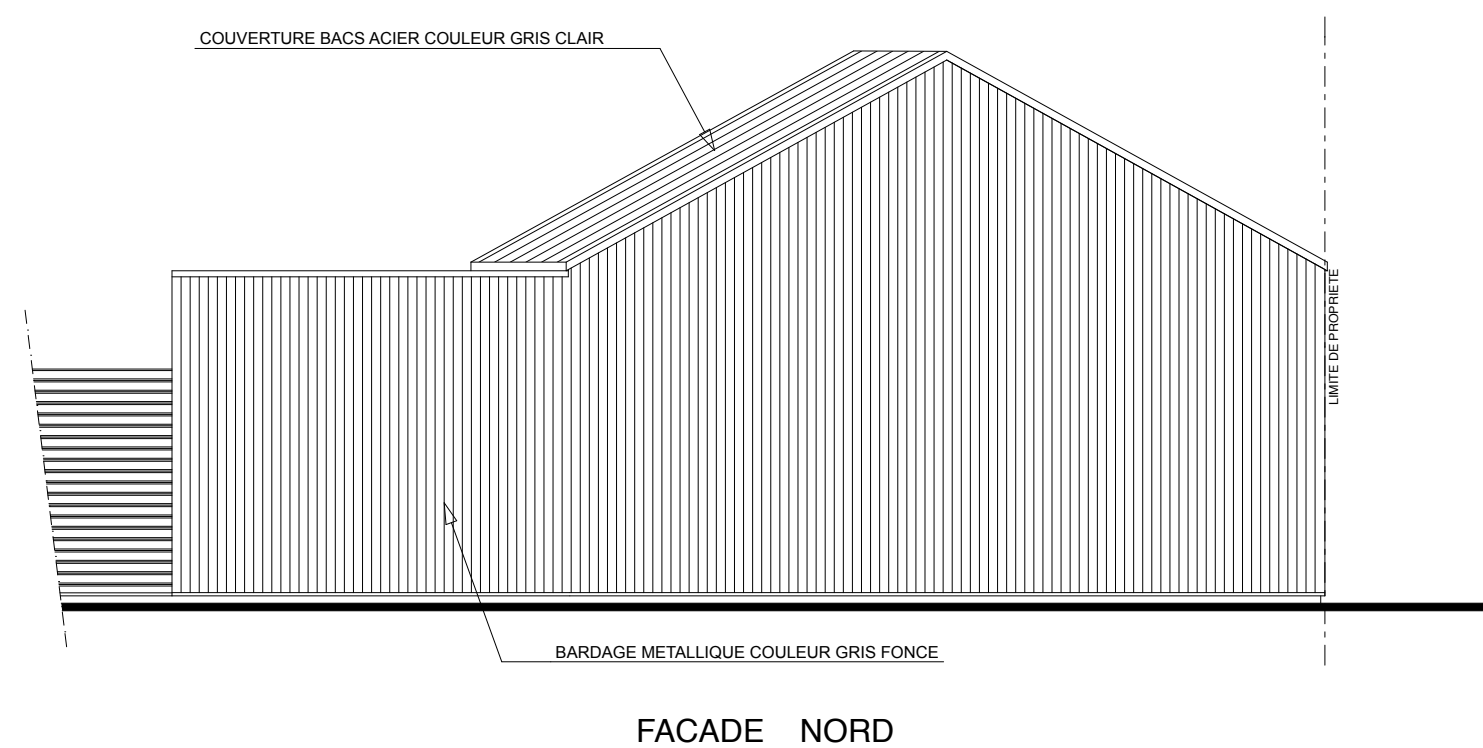 COUVERTURE BACS ACIER COULEUR GRIS CLAIR
LIMITE DE PROPRIETE
BARDAGE METALLIQUE COULEUR GRIS FONCE
FACADE NORD